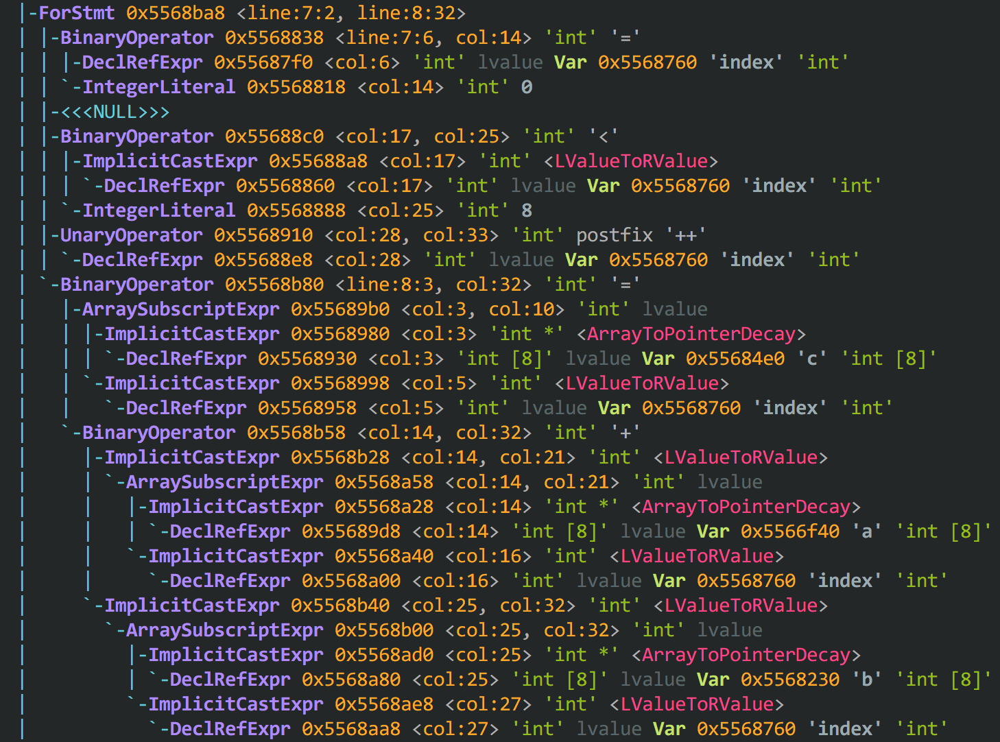 |-ForStmt 0x5568ba8 <line:7:2, line:8:32>
| |-BinaryOperator 0x5568838 <line:7:6, col:14> 'int' '='
| | |-DeclRefExpr 0x55687f0 <col:6> 'int' lvalue Var 0x5568760 'index' 'int'
| | `-IntegerLiteral 0x5568818 <col:14> 'int' 0
| |-<<<NULL>>>
| |-BinaryOperator 0x55688c0 <col:17, col:25> 'int' '<'
| | |-ImplicitCastExpr 0x55688a8 <col:17> 'int' <LValueToRValue>
| | | `-DeclRefExpr 0x5568860 <col:17> 'int' lvalue Var 0x5568760 'index' 'int'
| | `-IntegerLiteral 0x5568888 <col:25> 'int' 8
| |-UnaryOperator 0x5568910 <col:28, col:33> 'int' postfix '++'
| | `-DeclRefExpr 0x55688e8 <col:28> 'int' lvalue Var 0x5568760 'index' 'int'
| `-BinaryOperator 0x5568b80 <line:8:3, col:32> 'int' '='
|   |-ArraySubscriptExpr 0x55689b0 <col:3, col:10> 'int' lvalue
|   | |-ImplicitCastExpr 0x5568980 <col:3> 'int *' <ArrayToPointerDecay>
|   | | `-DeclRefExpr 0x5568930 <col:3> 'int [8]' lvalue Var 0x55684e0 'c' 'int [8]'
|   | `-ImplicitCastExpr 0x5568998 <col:5> 'int' <LValueToRValue>
|   |   `-DeclRefExpr 0x5568958 <col:5> 'int' lvalue Var 0x5568760 'index' 'int'
|   `-BinaryOperator 0x5568b58 <col:14, col:32> 'int' '+'
|     |-ImplicitCastExpr 0x5568b28 <col:14, col:21> 'int' <LValueToRValue>
|     | `-ArraySubscriptExpr 0x5568a58 <col:14, col:21> 'int' lvalue
|     |   |-ImplicitCastExpr 0x5568a28 <col:14> 'int *' <ArrayToPointerDecay>
|     |   | `-DeclRefExpr 0x55689d8 <col:14> 'int [8]' lvalue Var 0x5566f40 'a' 'int [8]'
|     |   `-ImplicitCastExpr 0x5568a40 <col:16> 'int' <LValueToRValue>
|     |     `-DeclRefExpr 0x5568a00 <col:16> 'int' lvalue Var 0x5568760 'index' 'int'
|     `-ImplicitCastExpr 0x5568b40 <col:25, col:32> 'int' <LValueToRValue>
|       `-ArraySubscriptExpr 0x5568b00 <col:25, col:32> 'int' lvalue
|         |-ImplicitCastExpr 0x5568ad0 <col:25> 'int *' <ArrayToPointerDecay>
|         | `-DeclRefExpr 0x5568a80 <col:25> 'int [8]' lvalue Var 0x5568230 'b' 'int [8]'
|         `-ImplicitCastExpr 0x5568ae8 <col:27> 'int' <LValueToRValue>
|           `-DeclRefExpr 0x5568aa8 <col:27> 'int' lvalue Var 0x5568760 'index' 'int'